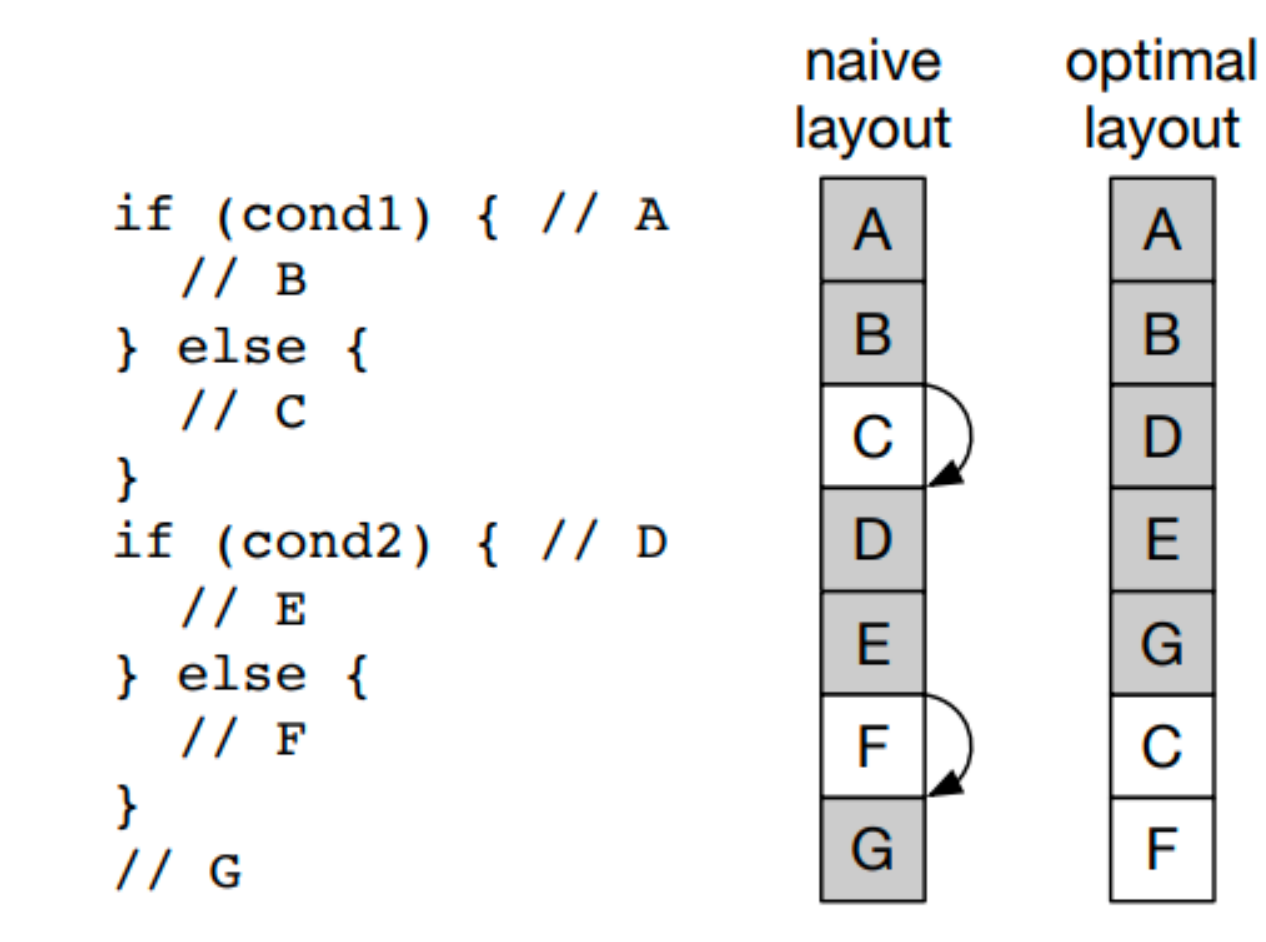 if (cond1) { // A
  // B
} else {
  // C
}
if (cond2) { // D
  // E
} else {
  // F
}
// G
naive
layout
A
B
C
D
E
F
G
optimal
layout
A
B
D
E
G
C
F